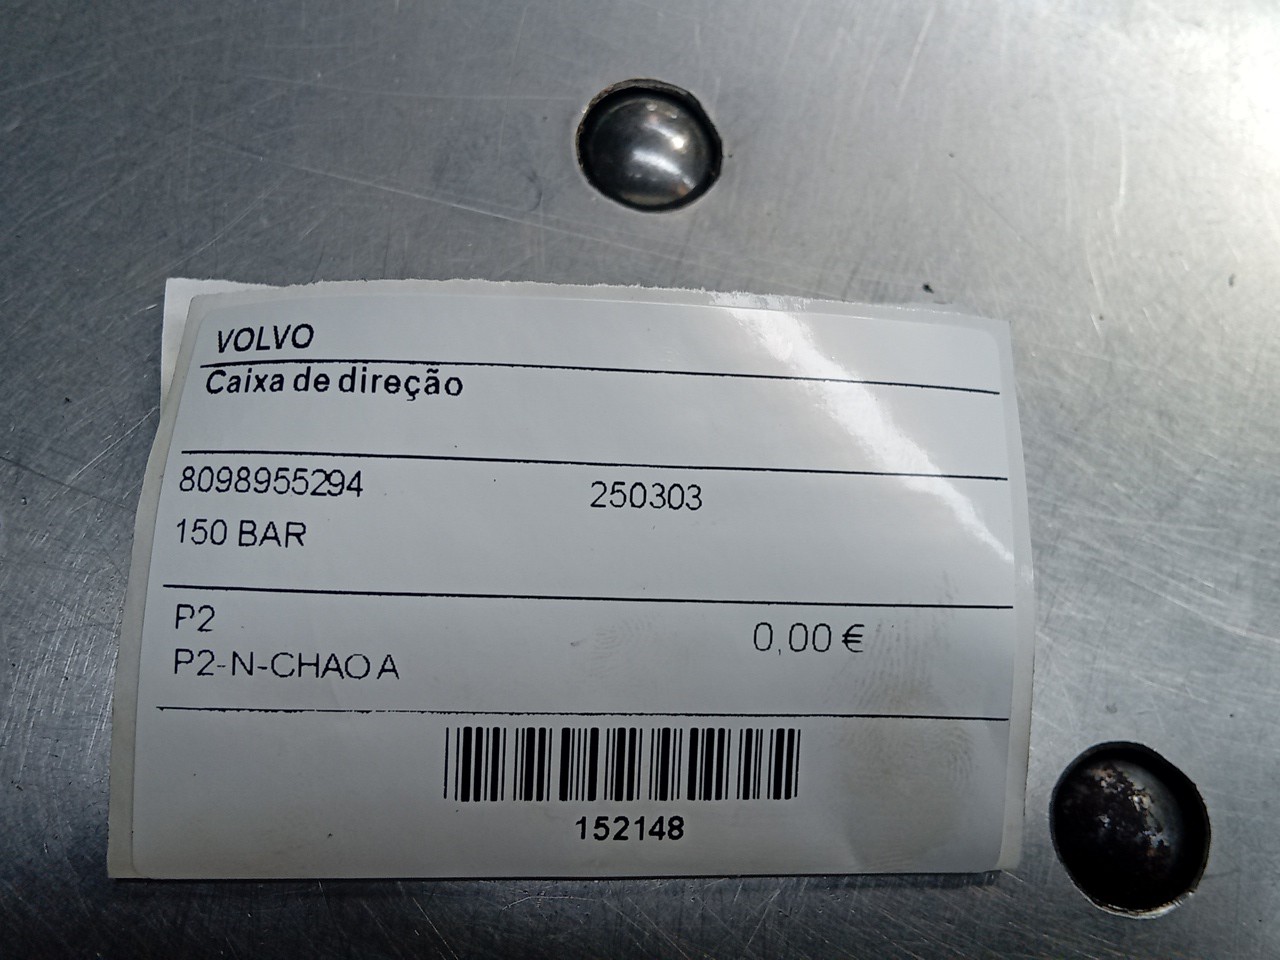 VOLVO
Caixa de direção
8098955294 250303
150 BAR
P2
0,00 €
P2-N-CHAO A
152148